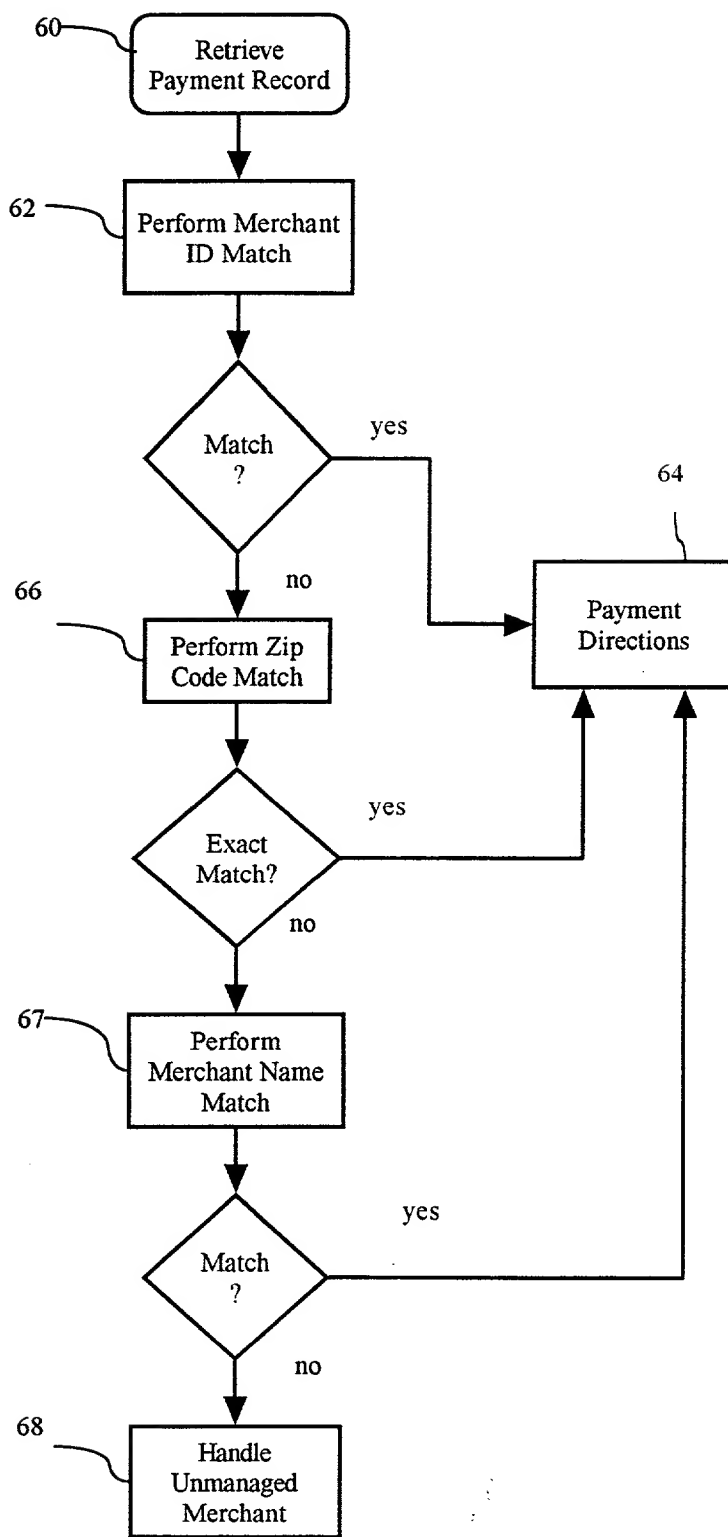 60
Retrieve
Payment Record
62
Perform Merchant
ID Match
Match
?
yes
64
no
Payment
Directions
66
Perform Zip
Code Match
Exact
Match?
yes
no
67
Perform
Merchant Name
Match
Match
?
yes
no
68
Handle
Unmanaged
Merchant